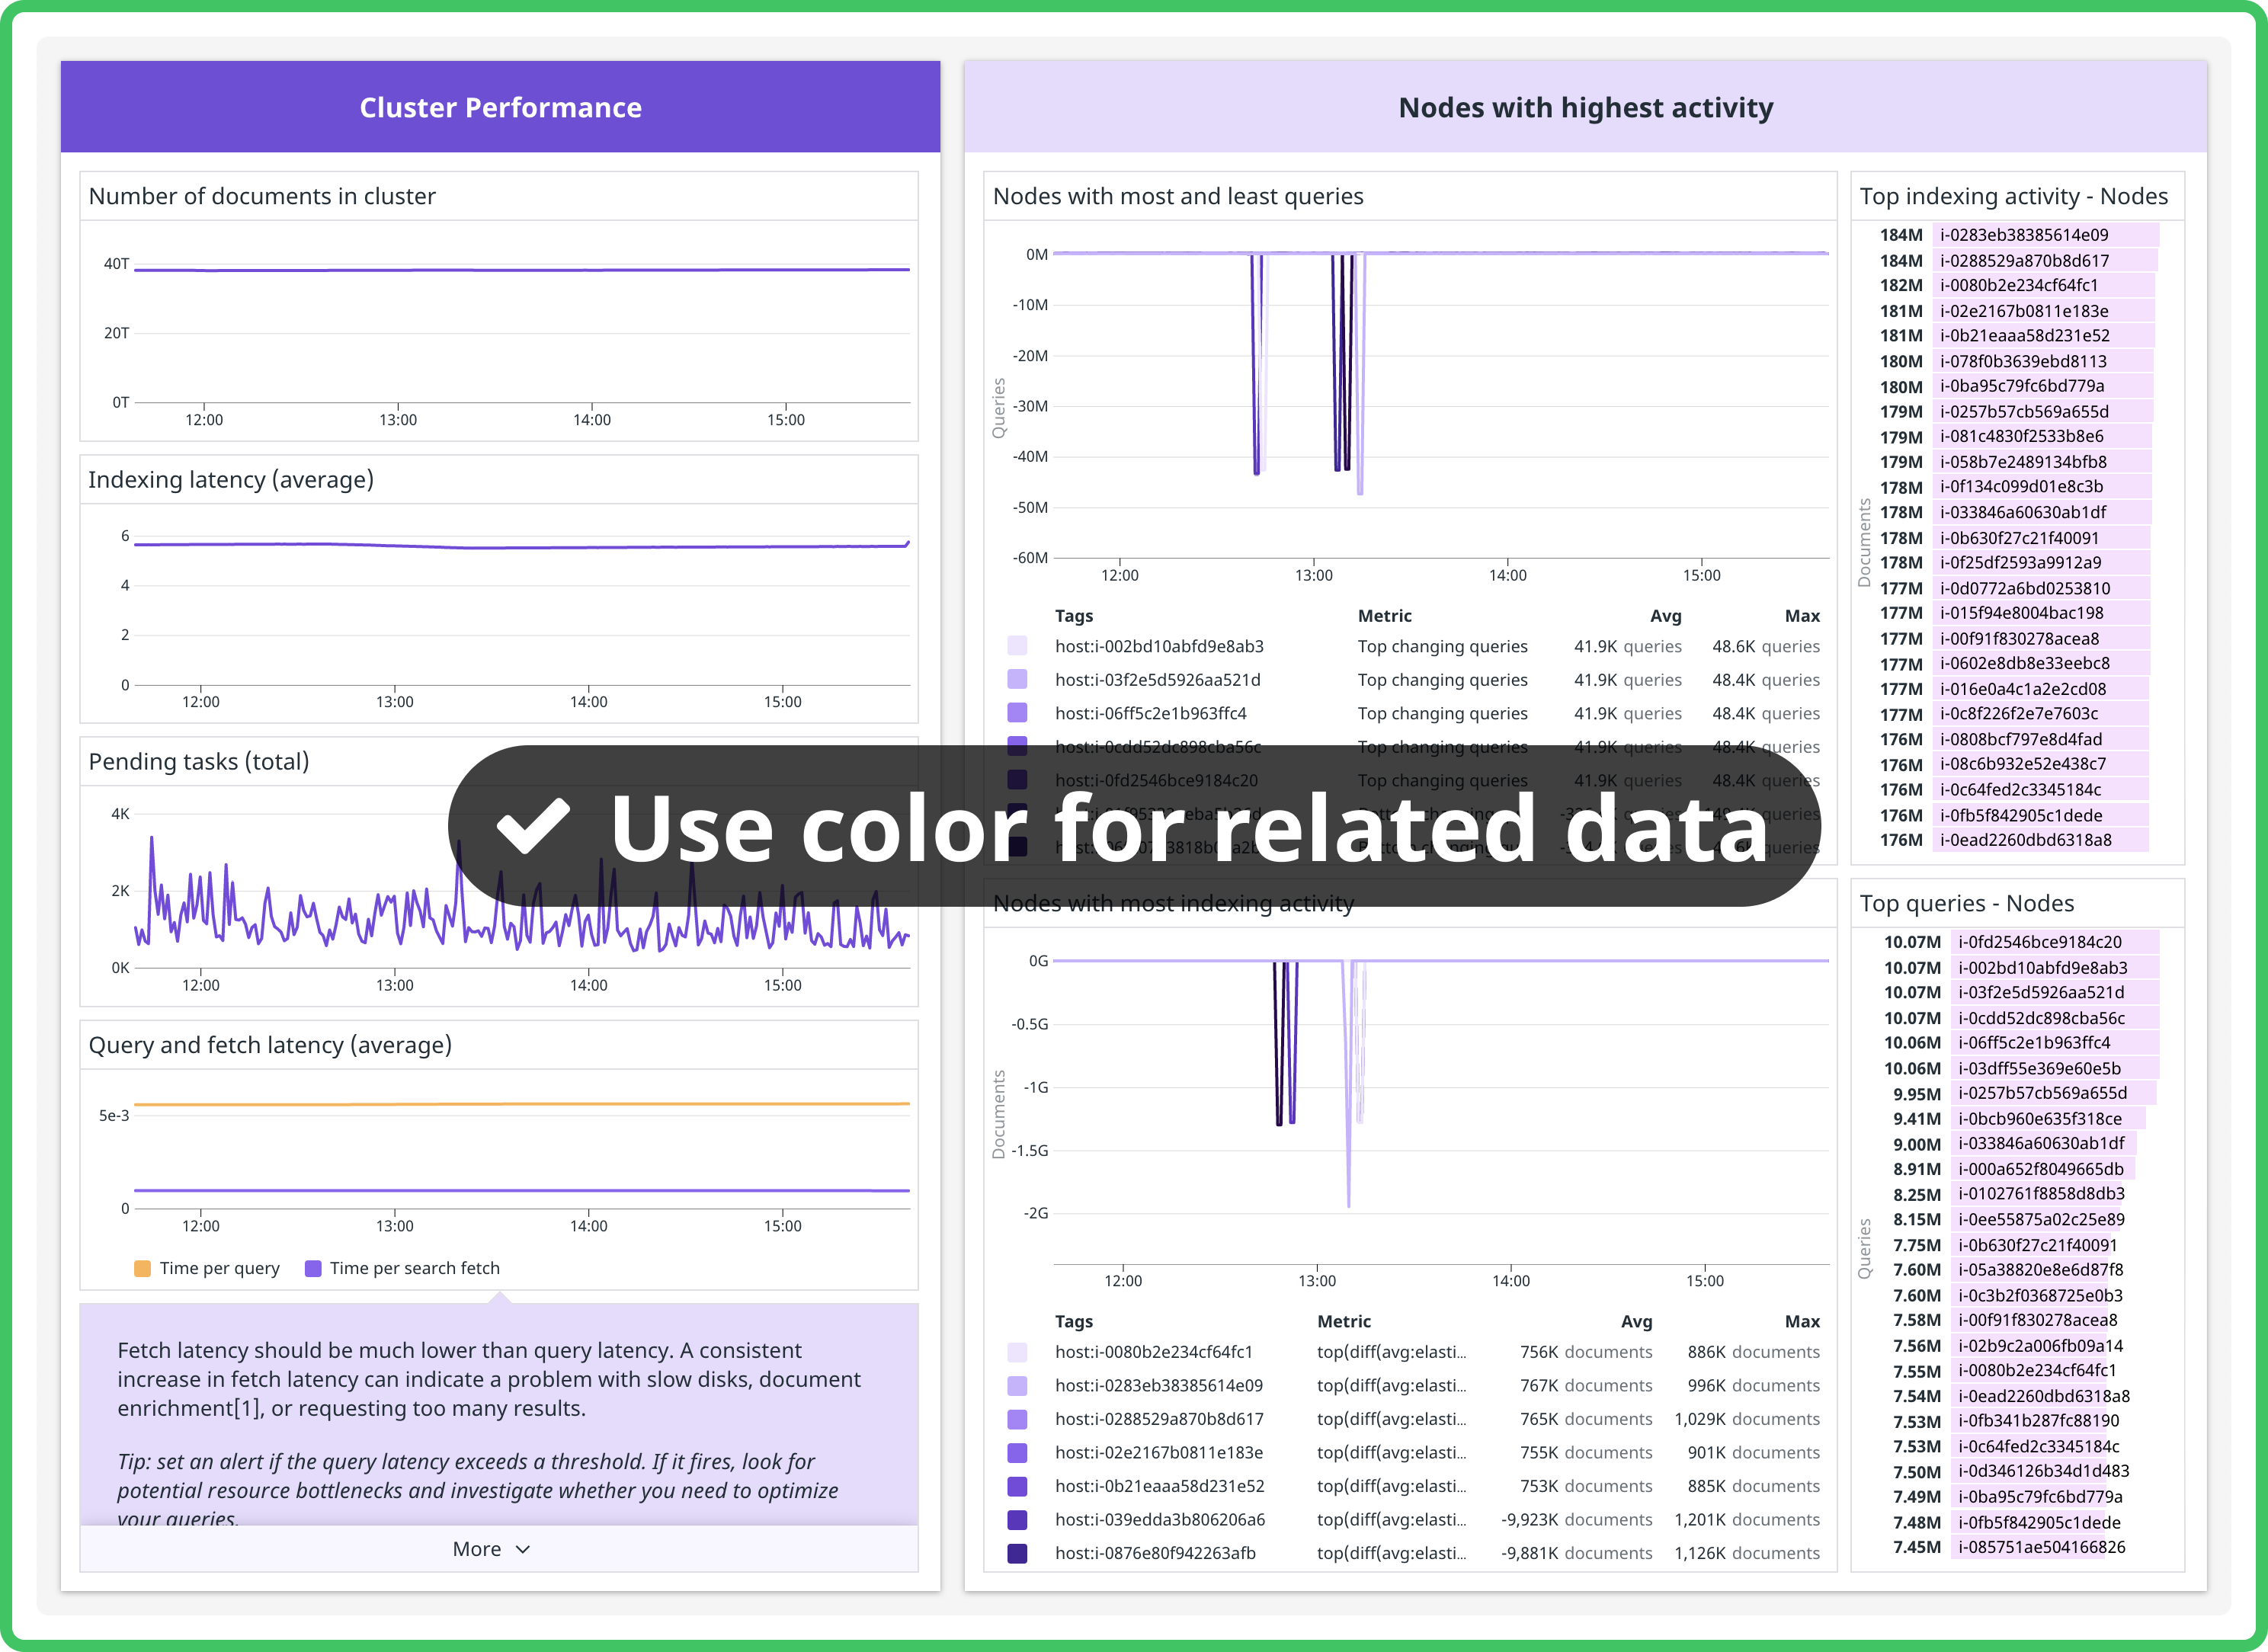 Cluster Performance
Number of documents in cluster
40T
20T
0T
12:00 13:00 14:00 15:00
Indexing latency (average)
6
4
2
0
12:00 13:00 14:00 15:00
Pending tasks (total)
4K
2K
0K
12:00 13:00 14:00 15:00
Query and fetch latency (average)
5e-3
0
12:00 13:00 14:00 15:00
Time per query Time per search fetch
Fetch latency should be much lower than query latency. A consistent
increase in fetch latency can indicate a problem with slow disks, document
enrichment[1], or requesting too many results.
Tip: set an alert if the query latency exceeds a threshold. If it fires, look for
potential resource bottlenecks and investigate whether you need to optimize
your queries.
More
Use color for related data
Nodes with highest activity
Nodes with most and least queries
Queries
0M
-10M
-20M
-30M
-40M
-50M
-60M
12:00 13:00 14:00 15:00
Tags Metric Avg Max
host:i-002bd10abfd9e8ab3 Top changing queries 41.9K queries 48.6K queries
host:i-03f2e5d5926aa521d Top changing queries 41.9K queries 48.4K queries
host:i-06ff5c2e1b963ffc4 Top changing queries 41.9K queries 48.4K queries
host:i-0cdd52dc898cba56c Top changing queries 41.9K queries 48.4K queries
host:i-0fd2546bce9184c20 Top changing queries 41.9K queries 48.4K queries
Nodes with most indexing activity
Documents
0G
-0.5G
-1G
-1.5G
-2G
12:00 13:00 14:00 15:00
Tags Metric Avg Max
host:i-0080b2e234cf64fc1 top(diff(avg:elasti... 756K documents 886K documents
host:i-0283eb38385614e09 top(diff(avg:elasti... 767K documents 996K documents
host:i-0288529a870b8d617 top(diff(avg:elasti... 765K documents 1,029K documents
host:i-02e2167b0811e183e top(diff(avg:elasti... 755K documents 901K documents
host:i-0b21eaaa58d231e52 top(diff(avg:elasti... 753K documents 885K documents
host:i-039edda3b806206a6 top(diff(avg:elasti... -9,923K documents 1,201K documents
host:i-0876e80f942263afb top(diff(avg:elasti... -9,881K documents 1,126K documents
Top indexing activity - Nodes
Documents
184M i-0283eb38385614e09
184M i-0288529a870b8d617
182M i-0080b2e234cf64fc1
181M i-02e2167b0811e183e
181M i-0b21eaaa58d231e52
180M i-078f0b3639ebd8113
180M i-0ba95c79fc6bd779a
179M i-0257b57cb569a655d
179M i-081c4830f2533b8e6
179M i-058b7e2489134bfb8
178M i-0f134c099d01e8c3b
178M i-033846a60630ab1df
178M i-0b630f27c21f40091
178M i-0f25df2593a9912a9
177M i-0d0772a6bd0253810
177M i-015f94e8004bac198
177M i-00f91f830278acea8
177M i-0602e8db8e33eebc8
177M i-016e0a4c1a2e2cd08
177M i-0c8f226f2e7e7603c
176M i-0808bcf797e8d4fad
176M i-08c6b932e52e438c7
176M i-0c64fed2c3345184c
176M i-0fb5f842905c1dede
176M i-0ead2260dbd6318a8
Top queries - Nodes
Queries
10.07M i-0fd2546bce9184c20
10.07M i-002bd10abfd9e8ab3
10.07M i-03f2e5d5926aa521d
10.07M i-0cdd52dc898cba56c
10.06M i-06ff5c2e1b963ffc4
10.06M i-03dff55e369e60e5b
9.95M i-0257b57cb569a655d
9.41M i-0bcb960e635f318ce
9.00M i-033846a60630ab1df
8.91M i-000a652f8049665db
8.25M i-0102761f8858d8db3
8.15M i-0ee55875a02c25e89
7.75M i-0b630f27c21f40091
7.60M i-05a38820e8e6d87f8
7.60M i-0c3b2f0368725e0b3
7.58M i-00f91f830278acea8
7.56M i-02b9c2a006fb09a14
7.55M i-0080b2e234cf64fc1
7.54M i-0ead2260dbd6318a8
7.53M i-0fb341b287fc88190
7.53M i-0c64fed2c3345184c
7.50M i-0d346126b34d1d483
7.49M i-0ba95c79fc6bd779a
7.48M i-0fb5f842905c1dede
7.45M i-085751ae504166826